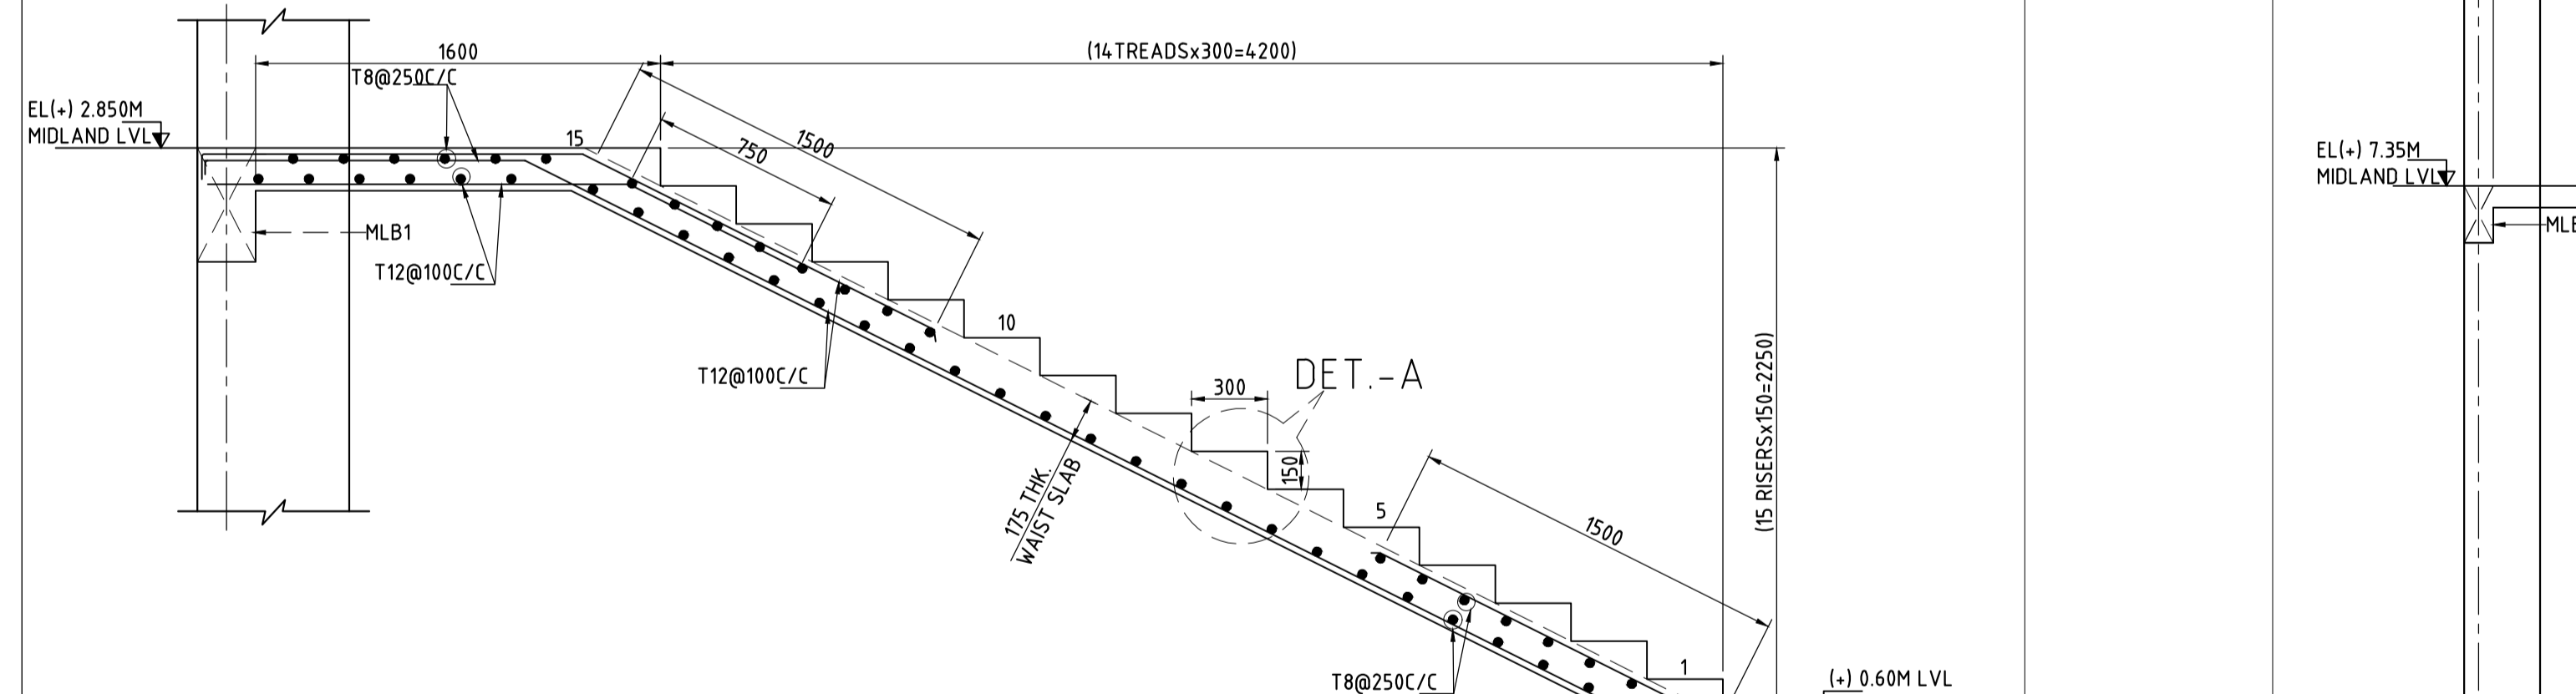 1600
(14TREADSx300=4200)
T8@250C/C
EL(+) 2.850M
MIDLAND LVL
15
750
1500
EL(+) 7.35M
MIDLAND LVL
MLB1
MLB
T12@100C/C
10
T12@100C/C
DET.-A
300
150
175 THK.
WAIST SLAB
(15 RISERSx150=2250)
5
1500
1
T8@250C/C
(+) 0.60M LVL